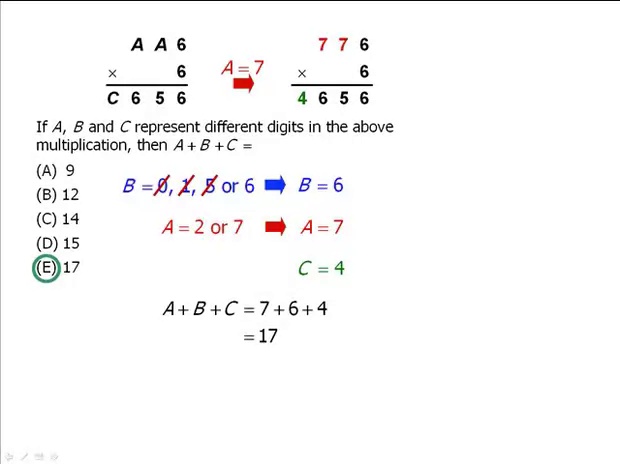 A A 6
× 6
C 6 5 6
A = 7
7 7 6
× 6
4 6 5 6
If A, B and C represent different digits in the above
multiplication, then A + B + C =
(A) 9
(B) 12
(C) 14
(D) 15
(E) 17
B = 0, 1, 5 or 6
B = 6
A = 2 or 7
A = 7
C = 4
A + B + C = 7 + 6 + 4
= 17